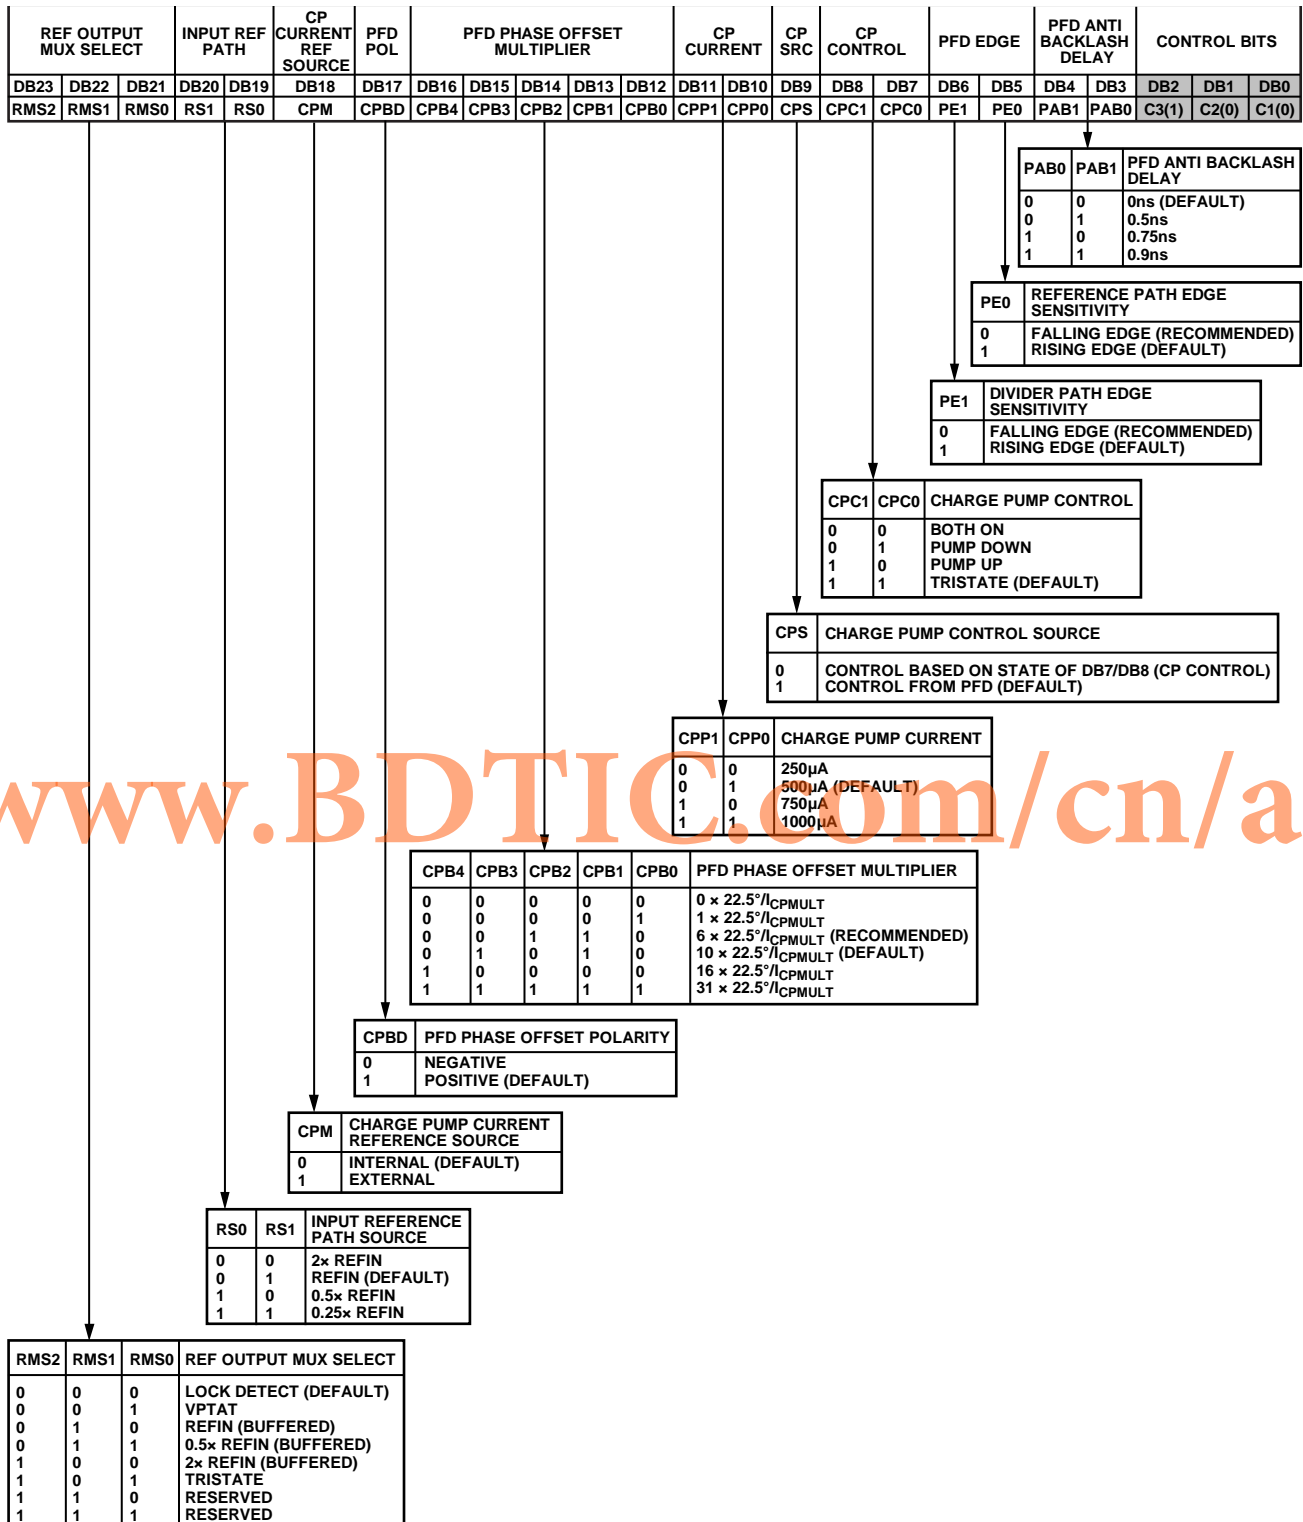 REF OUTPUT MUX SELECT INPUT REF PATH CP CURRENT REF SOURCE PFD POL PFD PHASE OFFSET MULTIPLIER CP CURRENT CP SRC CP CONTROL PFD EDGE PFD ANTI BACKLASH DELAY CONTROL BITS
DB23 DB22 DB21 DB20 DB19 DB18 DB17 DB16 DB15 DB14 DB13 DB12 DB11 DB10 DB9 DB8 DB7 DB6 DB5 DB4 DB3 DB2 DB1 DB0
RMS2 RMS1 RMS0 RS1 RS0 CPM CPBD CPB4 CPB3 CPB2 CPB1 CPB0 CPP1 CPP0 CPS CPC1 CPC0 PE1 PE0 PAB1 PAB0 C3(1) C2(0) C1(0)
PAB0 PAB1 PFD ANTI BACKLASH DELAY
0 0 0ns (DEFAULT)
0 1 0.5ns
1 0 0.75ns
1 1 0.9ns
PE0 REFERENCE PATH EDGE SENSITIVITY
0 FALLING EDGE (RECOMMENDED)
1 RISING EDGE (DEFAULT)
PE1 DIVIDER PATH EDGE SENSITIVITY
0 FALLING EDGE (RECOMMENDED)
1 RISING EDGE (DEFAULT)
CPC1 CPC0 CHARGE PUMP CONTROL
0 0 BOTH ON
0 1 PUMP DOWN
1 0 PUMP UP
1 1 TRISTATE (DEFAULT)
CPS CHARGE PUMP CONTROL SOURCE
0 CONTROL BASED ON STATE OF DB7/DB8 (CP CONTROL)
1 CONTROL FROM PFD (DEFAULT)
CPP1 CPP0 CHARGE PUMP CURRENT
0 0 250µA
0 1 500µA (DEFAULT)
1 0 750µA
1 1 1000µA
www.BDTIC.com/cn/a
CPB4 CPB3 CPB2 CPB1 CPB0 PFD PHASE OFFSET MULTIPLIER
0 0 0 0 0 0 × 22.5°/ICPMULT
0 0 0 0 1 1 × 22.5°/ICPMULT
0 0 1 1 0 6 × 22.5°/ICPMULT (RECOMMENDED)
0 1 0 1 0 10 × 22.5°/ICPMULT (DEFAULT)
1 0 0 0 0 16 × 22.5°/ICPMULT
1 1 1 1 1 31 × 22.5°/ICPMULT
CPBD PFD PHASE OFFSET POLARITY
0 NEGATIVE
1 POSITIVE (DEFAULT)
CPM CHARGE PUMP CURRENT REFERENCE SOURCE
0 INTERNAL (DEFAULT)
1 EXTERNAL
RS0 RS1 INPUT REFERENCE PATH SOURCE
0 0 2× REFIN
0 1 REFIN (DEFAULT)
1 0 0.5× REFIN
1 1 0.25× REFIN
RMS2 RMS1 RMS0 REF OUTPUT MUX SELECT
0 0 0 LOCK DETECT (DEFAULT)
0 0 1 VPTAT
0 1 0 REFIN (BUFFERED)
0 1 1 0.5× REFIN (BUFFERED)
1 0 0 2× REFIN (BUFFERED)
1 0 1 TRISTATE
1 1 0 RESERVED
1 1 1 RESERVED